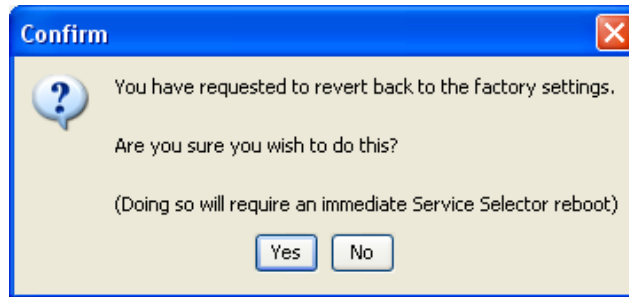 Confirm
You have requested to revert back to the factory settings.
Are you sure you wish to do this?
(Doing so will require an immediate Service Selector reboot)
Yes No